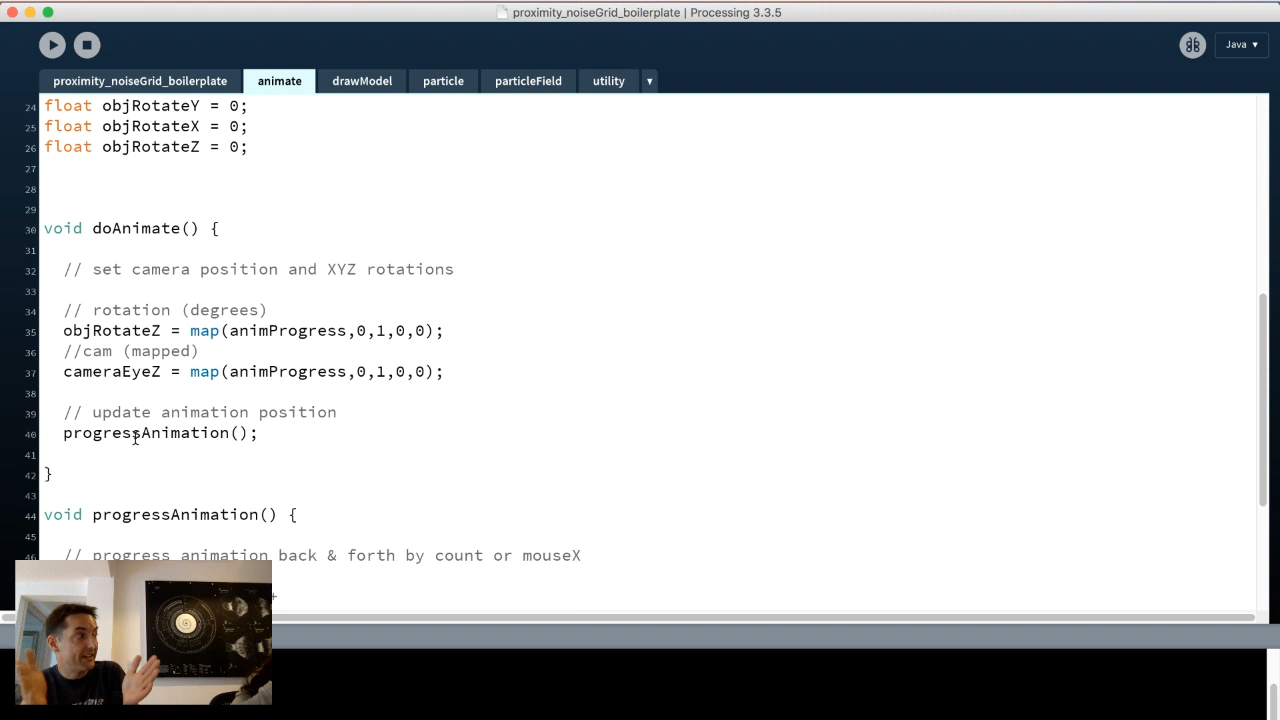 proximity_noiseGrid_boilerplate | Processing 3.3.5
Java ▾
proximity_noiseGrid_boilerplate animate drawModel particle particleField utility ▾
24 float objRotateY = 0;
25 float objRotateX = 0;
26 float objRotateZ = 0;
27
28
29
30 void doAnimate() {
31
32 // set camera position and XYZ rotations
33
34 // rotation (degrees)
35 objRotateZ = map(animProgress,0,1,0,0);
36 //cam (mapped)
37 cameraEyeZ = map(animProgress,0,1,0,0);
38
39 // update animation position
40 progressAnimation();
41
42 }
43
44 void progressAnimation() {
45
46 // progress animation back & forth by count or mouseX